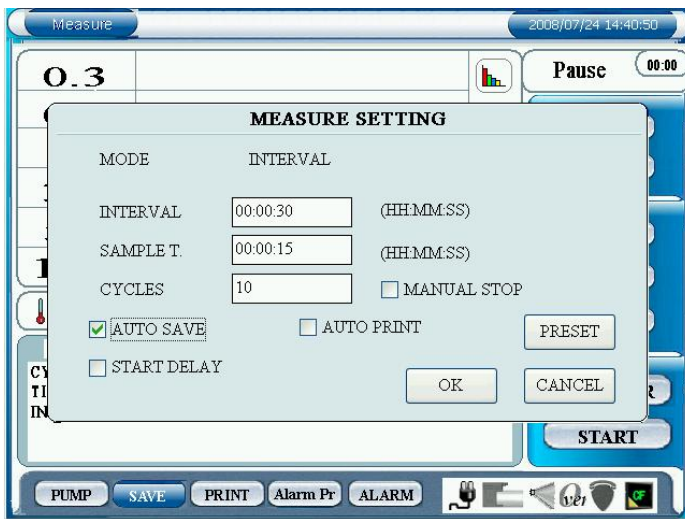 Measure 2008/07/24 14:40:50
0.3 Pause 00:00
MEASURE SETTING
MODE INTERVAL
INTERVAL 00:00:30 (HH:MM:SS)
SAMPLE T. 00:00:15 (HH:MM:SS)
CYCLES 10 MANUAL STOP
AUTO SAVE AUTO PRINT PRESET
START DELAY
OK CANCEL
START
PUMP SAVE PRINT Alarm Pr ALARM
CF